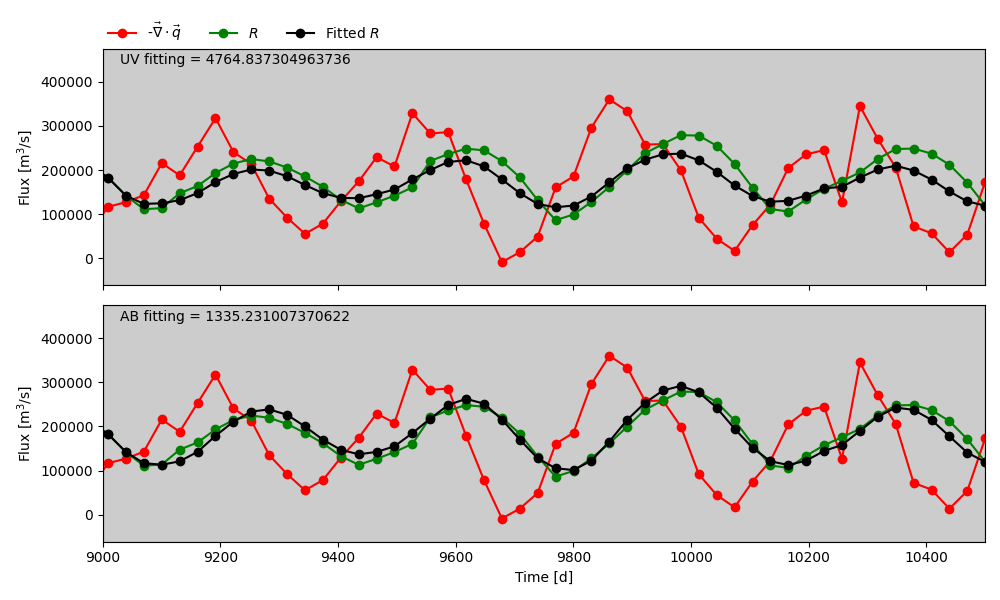 -∇⃗ · q⃗ R Fitted R
UV fitting = 4764.837304963736
400000
300000
200000
100000
0
Flux [m³/s]
AB fitting = 1335.231007370622
400000
300000
200000
100000
0
Flux [m³/s]
9000 9200 9400 9600 9800 10000 10200 10400
Time [d]